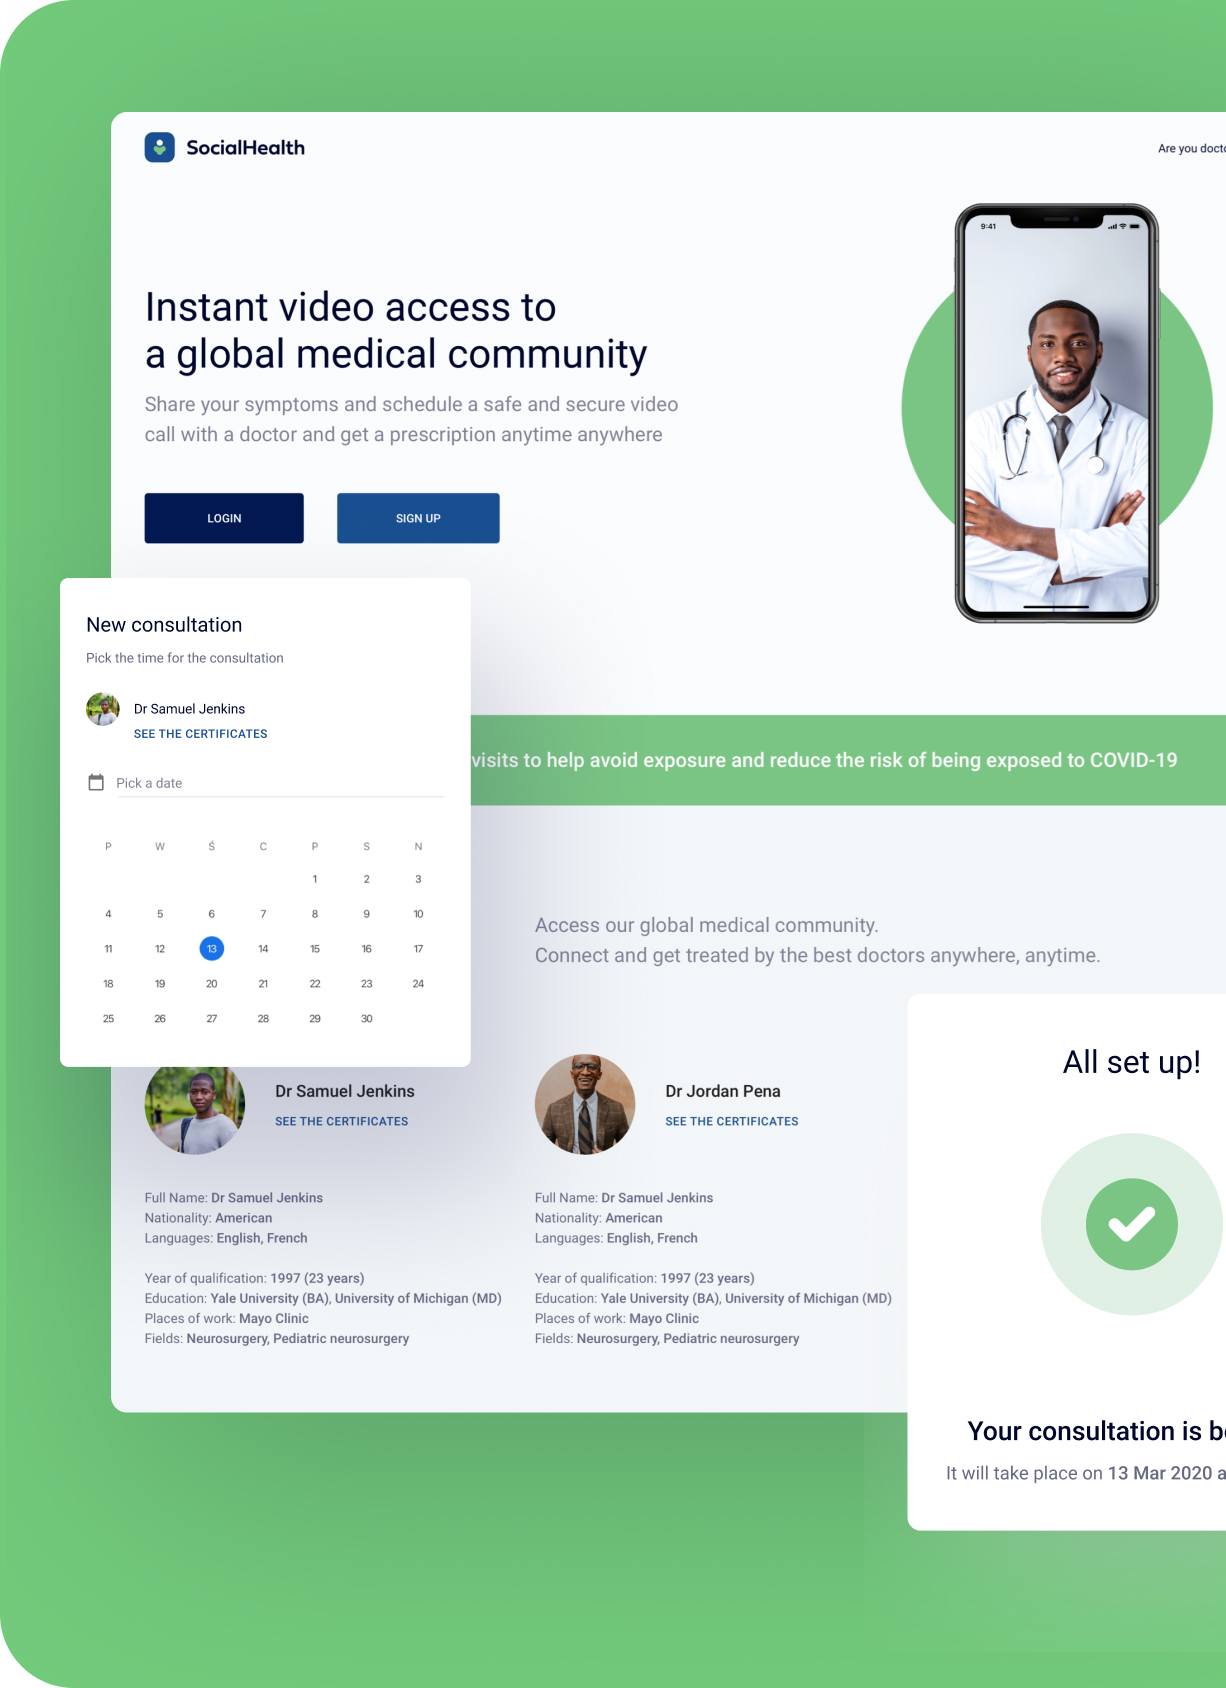 SocialHealth
Are you docto
9:41
Instant video access to
a global medical community
Share your symptoms and schedule a safe and secure video
call with a doctor and get a prescription anytime anywhere
LOGIN
SIGN UP
New consultation
Pick the time for the consultation
Dr Samuel Jenkins
SEE THE CERTIFICATES
Pick a date
P W Ś C P S N
1 2 3
4 5 6 7 8 9 10
11 12 13 14 15 16 17
18 19 20 21 22 23 24
25 26 27 28 29 30
visits to help avoid exposure and reduce the risk of being exposed to COVID-19
Access our global medical community.
Connect and get treated by the best doctors anywhere, anytime.
Dr Samuel Jenkins
SEE THE CERTIFICATES
Full Name: Dr Samuel Jenkins
Nationality: American
Languages: English, French
Year of qualification: 1997 (23 years)
Education: Yale University (BA), University of Michigan (MD)
Places of work: Mayo Clinic
Fields: Neurosurgery, Pediatric neurosurgery
Dr Jordan Pena
SEE THE CERTIFICATES
Full Name: Dr Samuel Jenkins
Nationality: American
Languages: English, French
Year of qualification: 1997 (23 years)
Education: Yale University (BA), University of Michigan (MD)
Places of work: Mayo Clinic
Fields: Neurosurgery, Pediatric neurosurgery
All set up!
Your consultation is b
It will take place on 13 Mar 2020 a